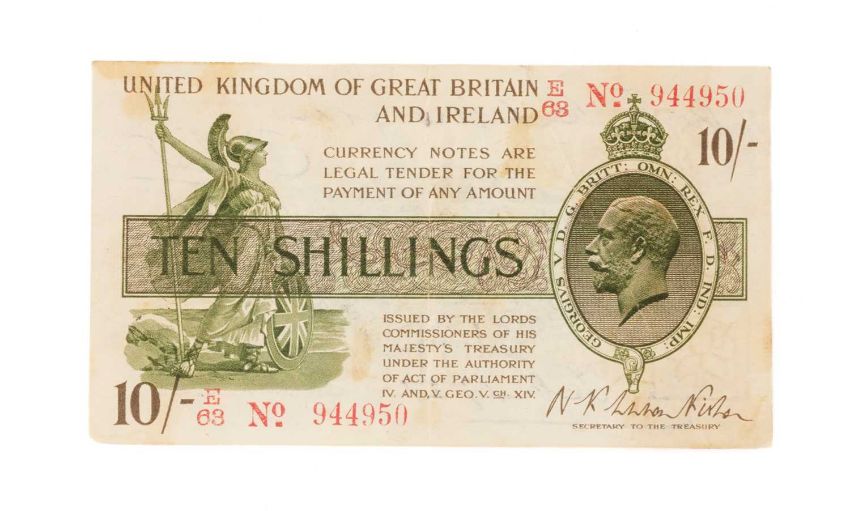 UNITED KINGDOM OF GREAT BRITAIN
AND IRELAND
E
63
No. 944950
10/-
CURRENCY NOTES ARE
LEGAL TENDER FOR THE
PAYMENT OF ANY AMOUNT
TEN SHILLINGS
GEORGIVS V D. G. BRITT: OMN: REX F. D. IND: IMP:
ISSUED BY THE LORDS
COMMISSIONERS OF HIS
MAJESTY'S TREASURY
UNDER THE AUTHORITY
OF ACT OF PARLIAMENT
IV. AND, V. GEO. V. CH. XIV.
10/-
E
63
No. 944950
SECRETARY TO THE TREASURY